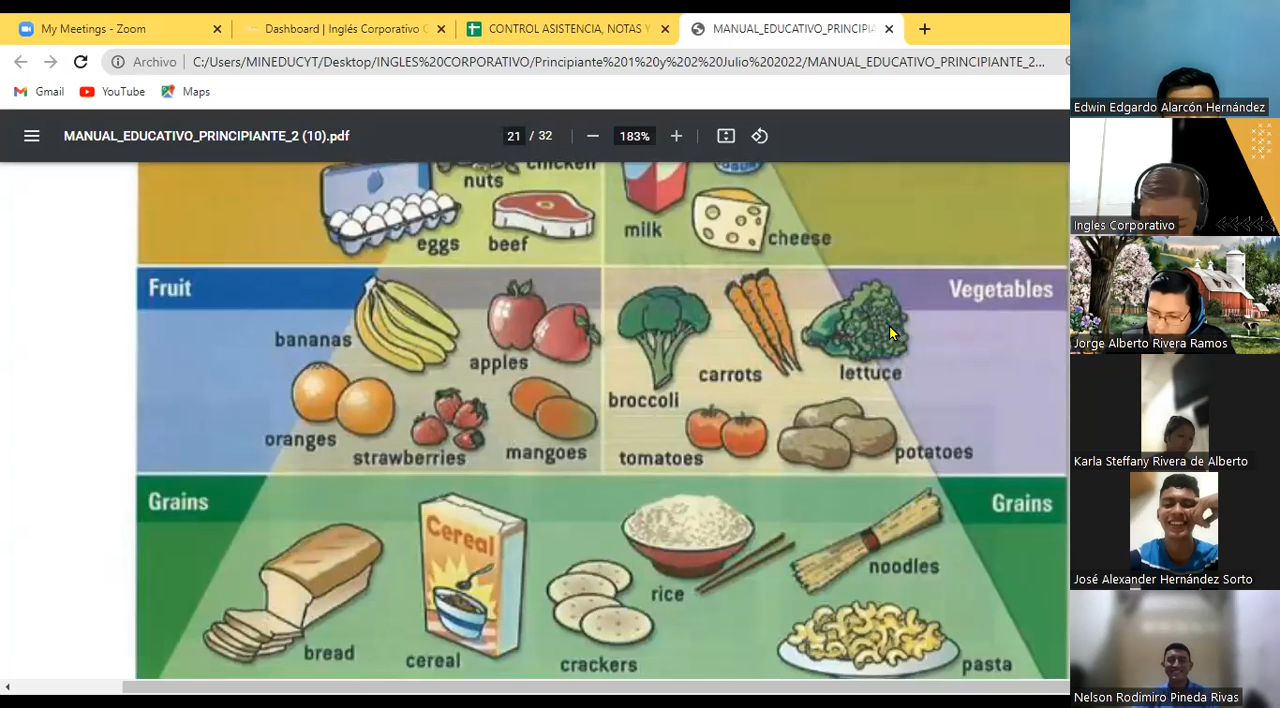 My Meetings - Zoom
Dashboard | Inglés Corporativo C
CONTROL ASISTENCIA, NOTAS Y
MANUAL_EDUCATIVO_PRINCIPIA
Archivo
C:/Users/MINEDUCYT/Desktop/INGLES%20CORPORATIVO/Principiante%201%20y%202%20Julio%202022/MANUAL_EDUCATIVO_PRINCIPIANTE_2...
Gmail
YouTube
Maps
MANUAL_EDUCATIVO_PRINCIPIANTE_2 (10).pdf
21 / 32
183%
chicken
nuts
eggs
beef
milk
cheese
Fruit
Vegetables
bananas
apples
oranges
strawberries
mangoes
broccoli
carrots
lettuce
tomatoes
potatoes
Grains
Grains
bread
Cereal
cereal
crackers
rice
noodles
pasta
Edwin Edgardo Alarcón Hernández
Ingles Corporativo
Jorge Alberto Rivera Ramos
Karla Steffany Rivera de Alberto
José Alexander Hernández Sorto
Nelson Rodimiro Pineda Rivas